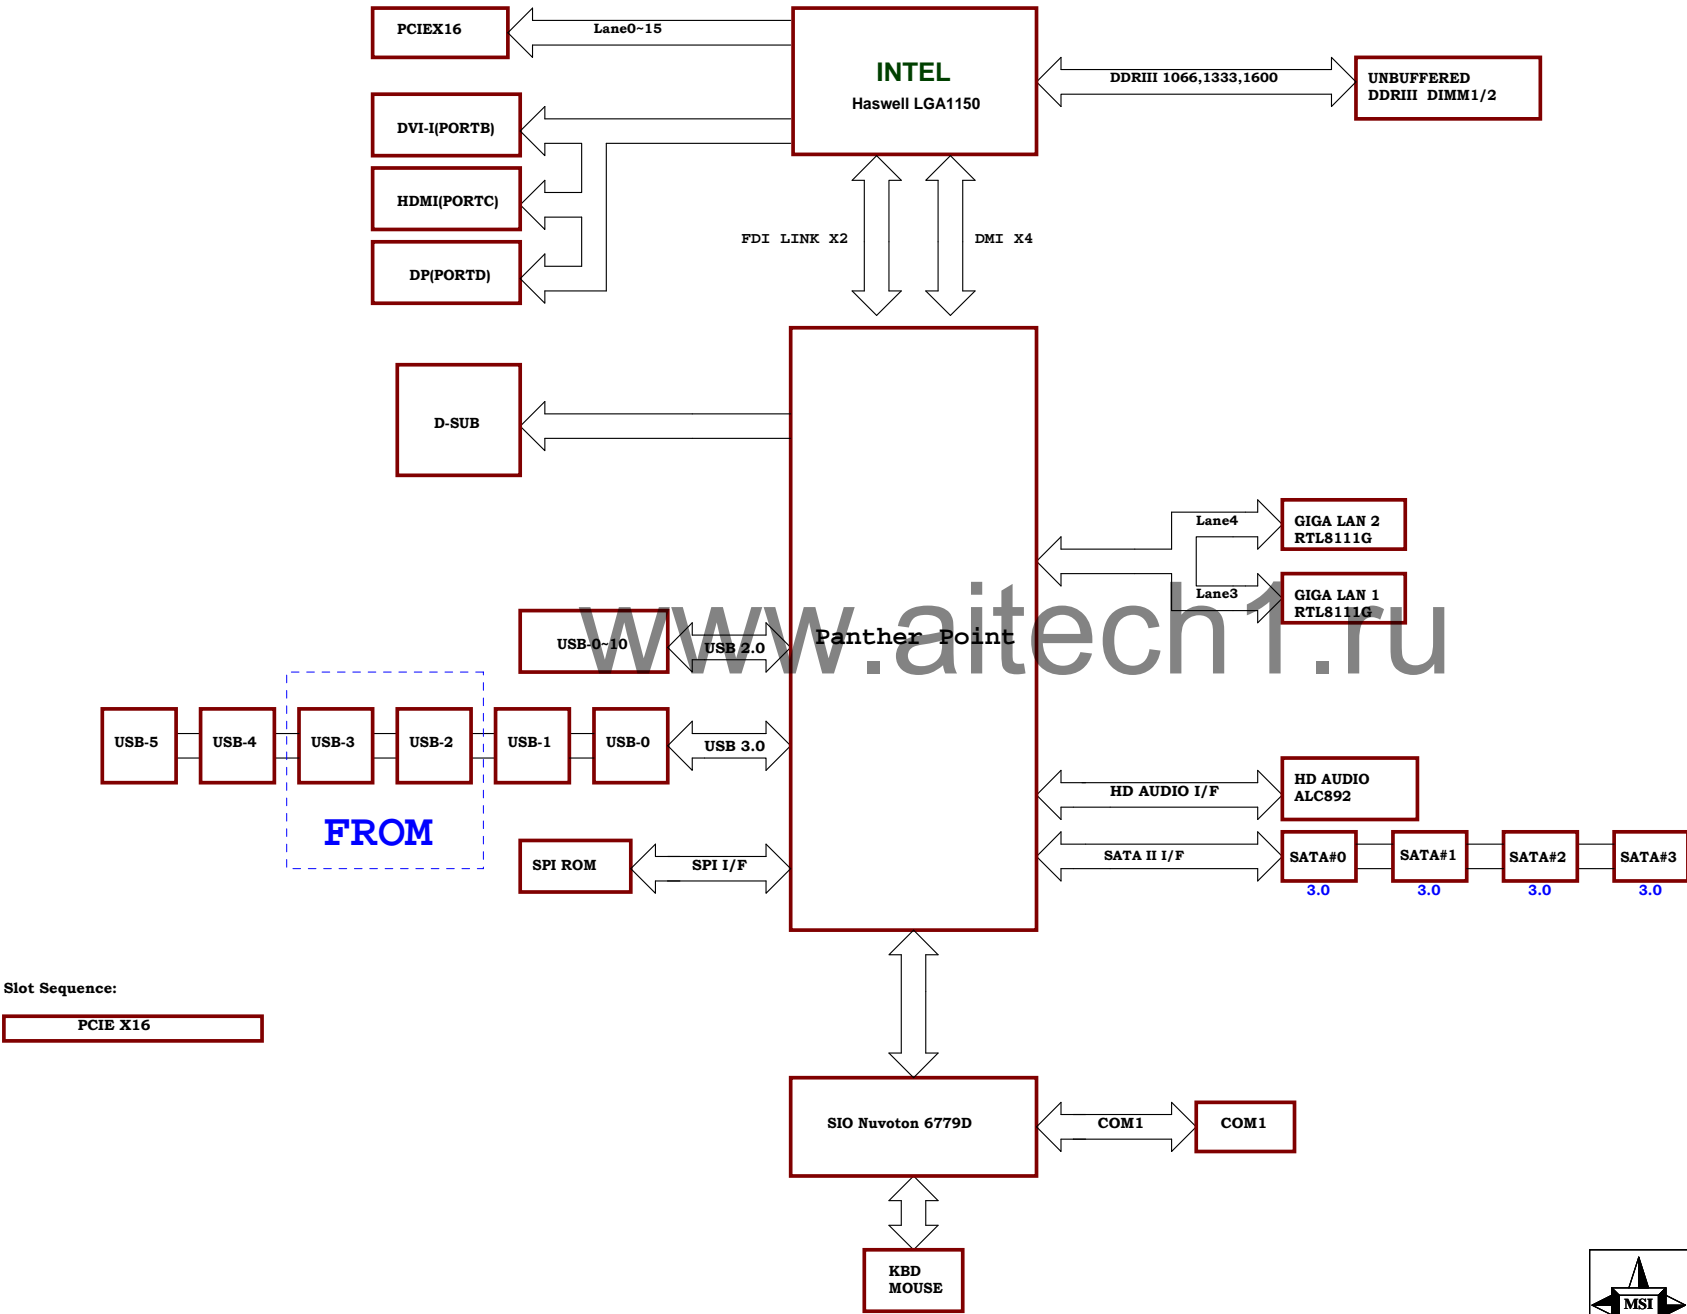 PCIEX16
Lane0~15
INTEL
Haswell LGA1150
DDRIII 1066,1333,1600
UNBUFFERED
DDRIII DIMM1/2
DVI-I(PORTB)
HDMI(PORTC)
DP(PORTD)
FDI LINK X2
DMI X4
D-SUB
Lane4
GIGA LAN 2
RTL8111G
Lane3
GIGA LAN 1
RTL8111G
www.aitech1.ru
Panther Point
USB-0~10
USB 2.0
USB-5
USB-4
USB-3
USB-2
USB-1
USB-0
USB 3.0
FROM
HD AUDIO I/F
HD AUDIO
ALC892
SPI ROM
SPI I/F
SATA II I/F
SATA#0
SATA#1
SATA#2
SATA#3
3.0
3.0
3.0
3.0
Slot Sequence:
PCIE X16
SIO Nuvoton 6779D
COM1
COM1
KBD
MOUSE
MSI